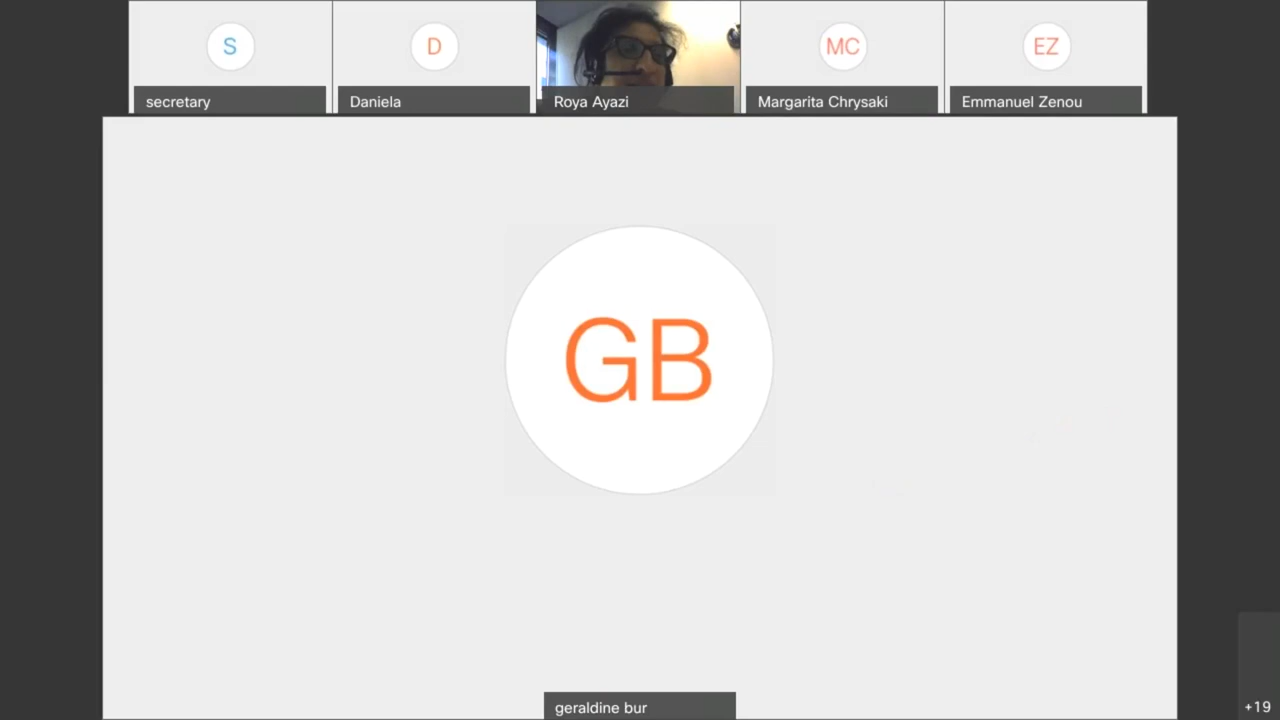 S
secretary
D
Daniela
Roya Ayazi
MC
Margarita Chrysaki
EZ
Emmanuel Zenou
GB
geraldine bur
+19